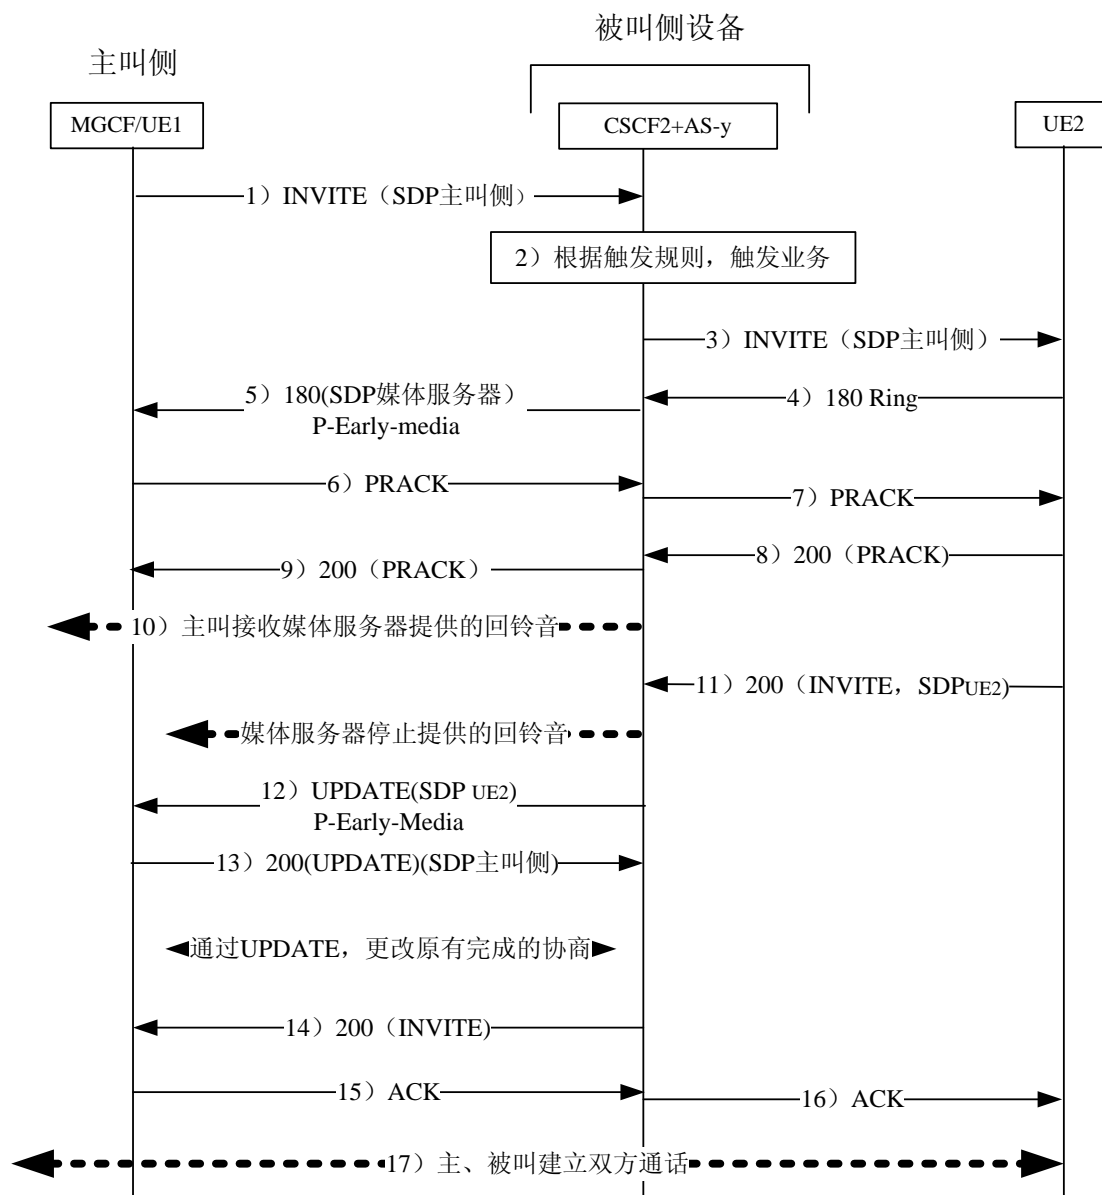 被叫侧设备
主叫侧
MGCF/UE1
CSCF2+AS-y
UE2
1）INVITE（SDP主叫侧）
2）根据触发规则，触发业务
3）INVITE（SDP主叫侧）
4）180 Ring
5）180(SDP媒体服务器）
P-Early-media
6）PRACK
7）PRACK
8）200（PRACK)
9）200（PRACK）
10）主叫接收媒体服务器提供的回铃音
11）200（INVITE，SDPUE2)
媒体服务器停止提供的回铃音
12）UPDATE(SDP UE2)
P-Early-Media
13）200(UPDATE)(SDP主叫侧)
通过UPDATE，更改原有完成的协商
14）200（INVITE)
15）ACK
16）ACK
17）主、被叫建立双方通话